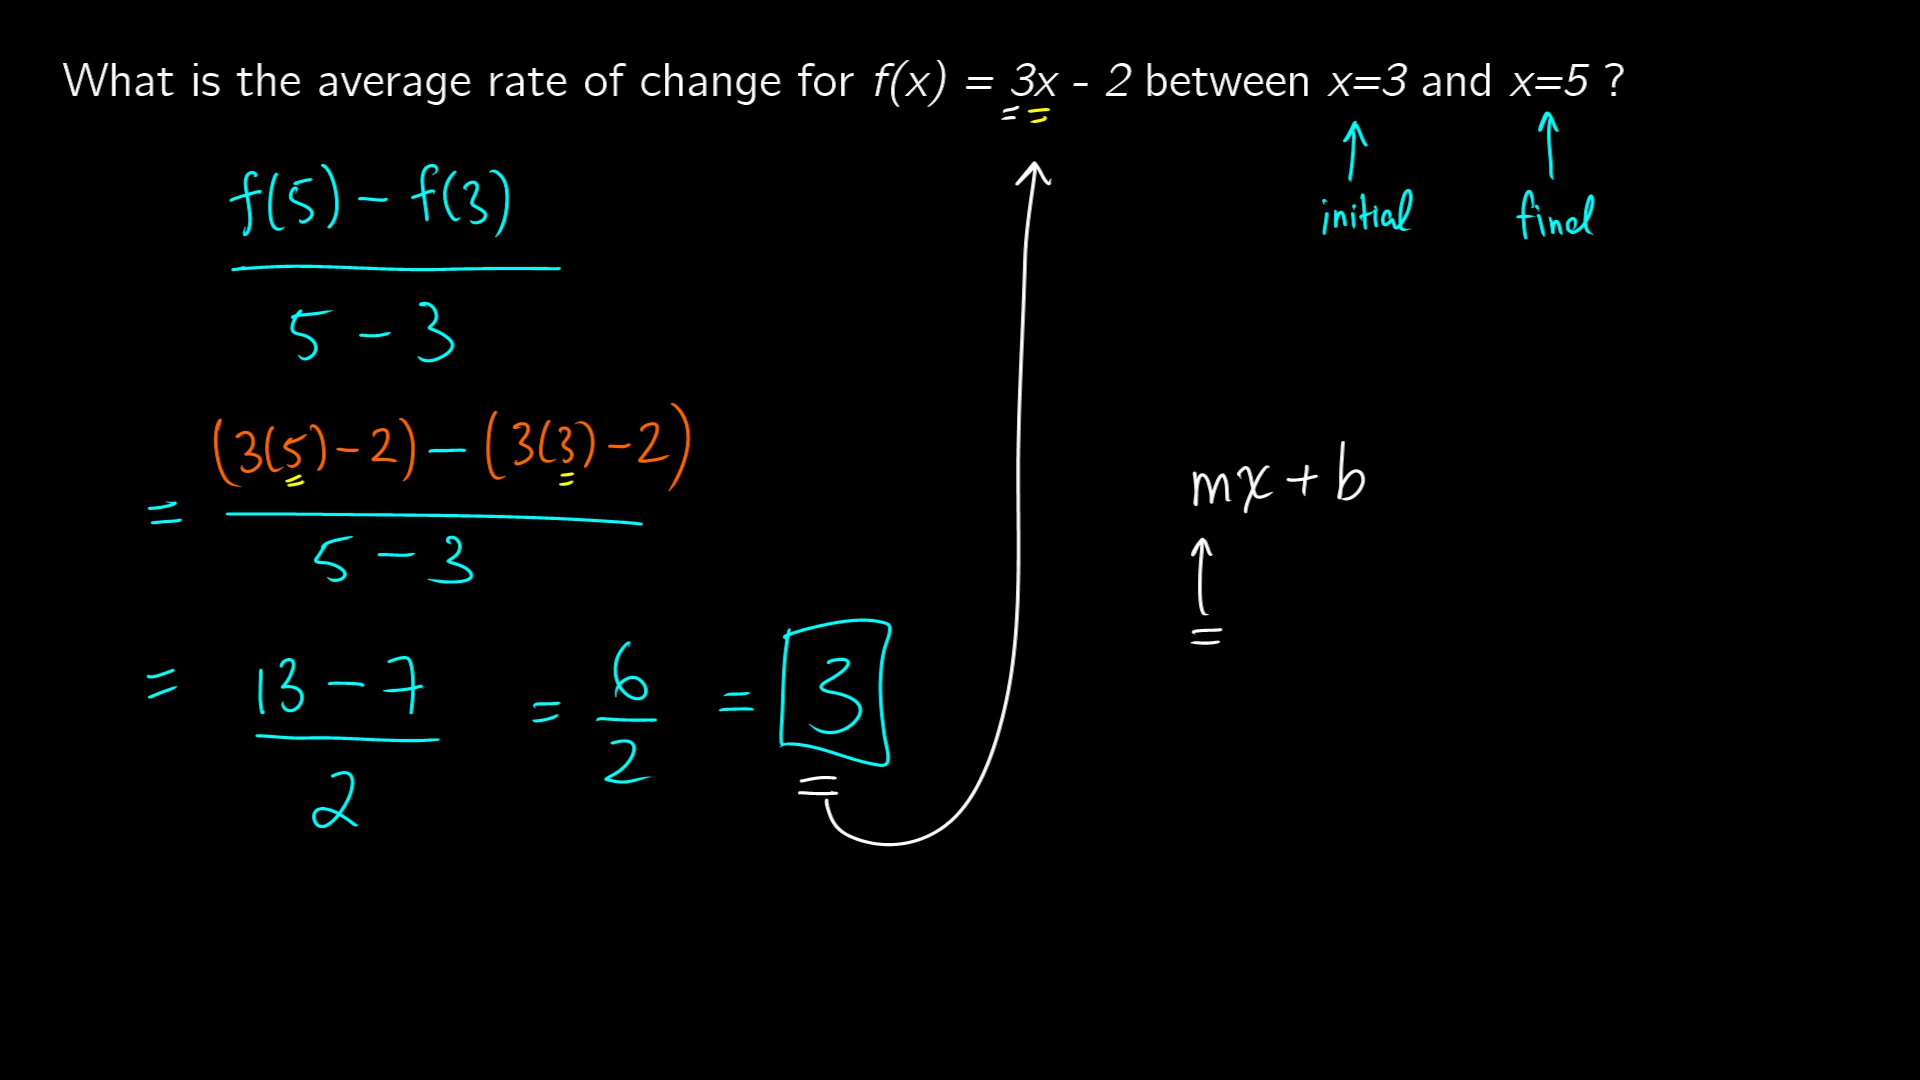 What is the average rate of change for f(x) = 3x - 2 between x=3 and x=5 ?
initial final
f(5) - f(3)
5 - 3
= (3(5) - 2) - (3(3) - 2)
5 - 3
mx + b
= 13 - 7 = 6 = 3
2 2